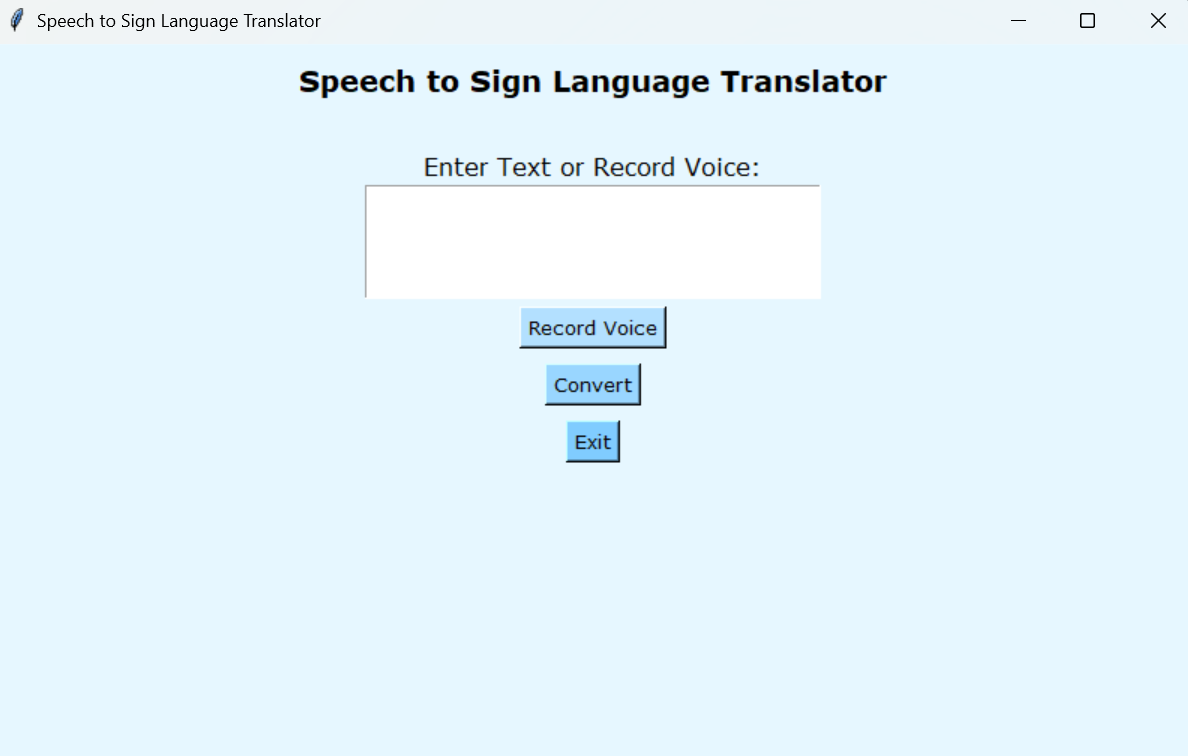 Speech to Sign Language Translator
Speech to Sign Language Translator
Enter Text or Record Voice:
Record Voice
Convert
Exit